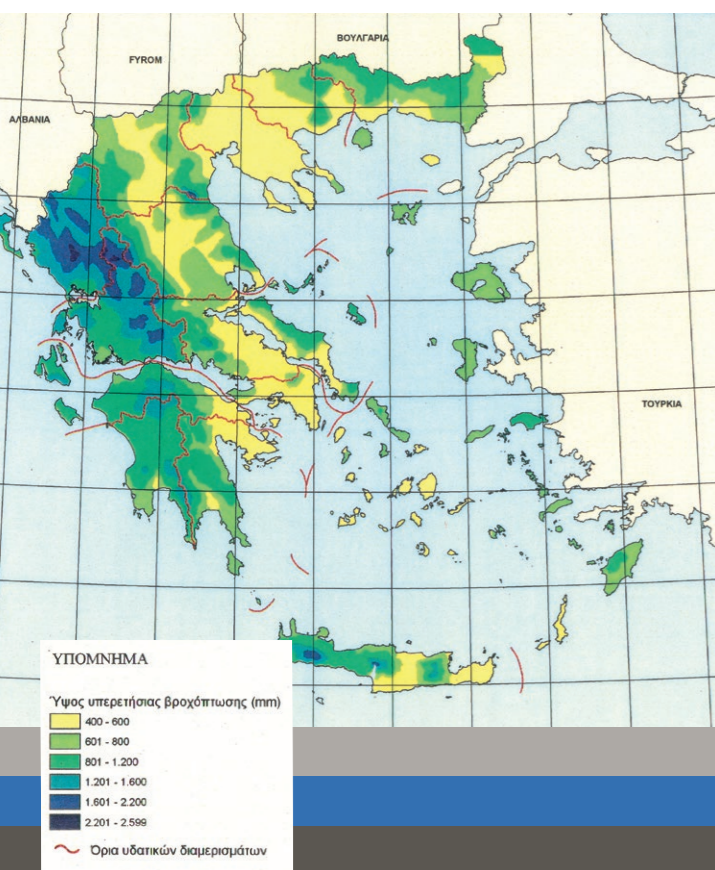 ΒΟΥΛΓΑΡΙΑ
FYROM
ΑΛΒΑΝΙΑ
ΤΟΥΡΚΙΑ
ΥΠΟΜΝΗΜΑ
Ύψος υπερετήσιας βροχόπτωσης (mm)
400 - 600
601 - 800
801 - 1.200
1.201 - 1.600
1.601 - 2.200
2.201 - 2.599
Όρια υδατικών διαμερισμάτων